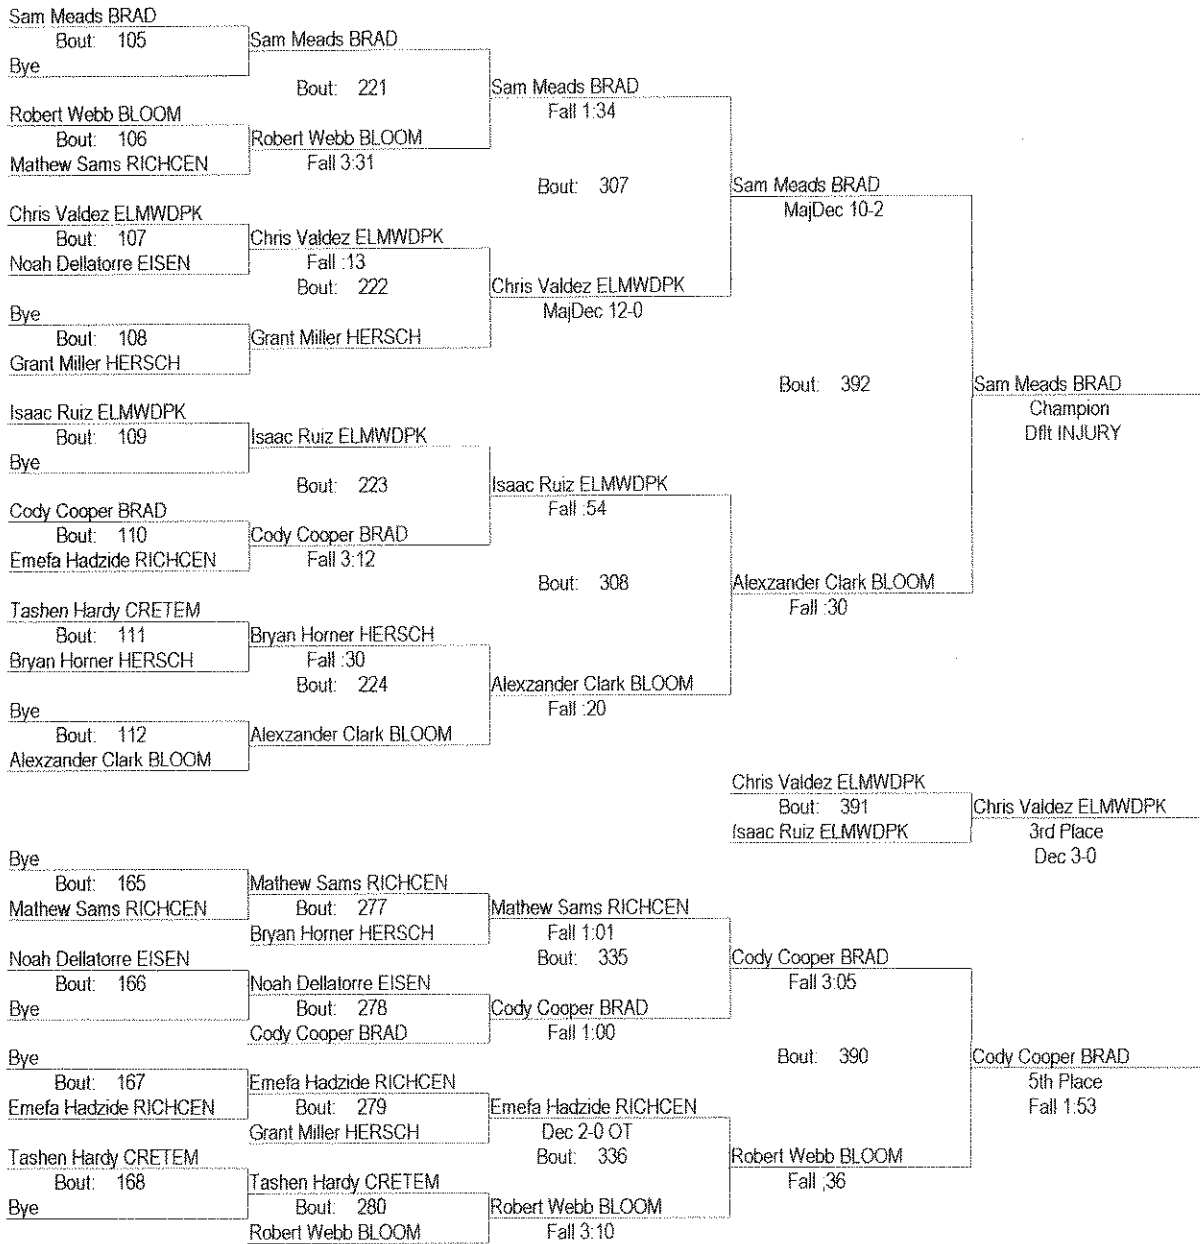 Sam Meads BRAD
Bout: 105
Bye
Sam Meads BRAD
Bout: 221
Robert Webb BLOOM
Bout: 106
Mathew Sams RICHCEN
Robert Webb BLOOM
Fall 3:31
Sam Meads BRAD
Fall 1:34
Bout: 307
Chris Valdez ELMWDPK
Bout: 107
Noah Dellatorre EISEN
Chris Valdez ELMWDPK
Fall :13
Bout: 222
Bye
Bout: 108
Grant Miller HERSCH
Grant Miller HERSCH
Chris Valdez ELMWDPK
MajDec 12-0
Sam Meads BRAD
MajDec 10-2
Bout: 392
Sam Meads BRAD
Champion
Dflt INJURY
Isaac Ruiz ELMWDPK
Bout: 109
Bye
Isaac Ruiz ELMWDPK
Bout: 223
Cody Cooper BRAD
Bout: 110
Emefa Hadzide RICHCEN
Cody Cooper BRAD
Fall 3:12
Isaac Ruiz ELMWDPK
Fall :54
Bout: 308
Tashen Hardy CRETEM
Bout: 111
Bryan Horner HERSCH
Bryan Horner HERSCH
Fall :30
Bout: 224
Bye
Bout: 112
Alexzander Clark BLOOM
Alexzander Clark BLOOM
Alexzander Clark BLOOM
Fall :20
Alexzander Clark BLOOM
Fall :30
Chris Valdez ELMWDPK
Bout: 391
Isaac Ruiz ELMWDPK
Chris Valdez ELMWDPK
3rd Place
Dec 3-0
Bye
Bout: 165
Mathew Sams RICHCEN
Mathew Sams RICHCEN
Bout: 277
Bryan Horner HERSCH
Mathew Sams RICHCEN
Fall 1:01
Bout: 335
Noah Dellatorre EISEN
Bout: 166
Bye
Noah Dellatorre EISEN
Bout: 278
Cody Cooper BRAD
Cody Cooper BRAD
Fall 1:00
Cody Cooper BRAD
Fall 3:05
Bout: 390
Bye
Bout: 167
Emefa Hadzide RICHCEN
Emefa Hadzide RICHCEN
Bout: 279
Grant Miller HERSCH
Emefa Hadzide RICHCEN
Dec 2-0 OT
Bout: 336
Tashen Hardy CRETEM
Bout: 168
Bye
Tashen Hardy CRETEM
Bout: 280
Robert Webb BLOOM
Robert Webb BLOOM
Fall 3:10
Robert Webb BLOOM
Fall ;36
Cody Cooper BRAD
5th Place
Fall 1:53